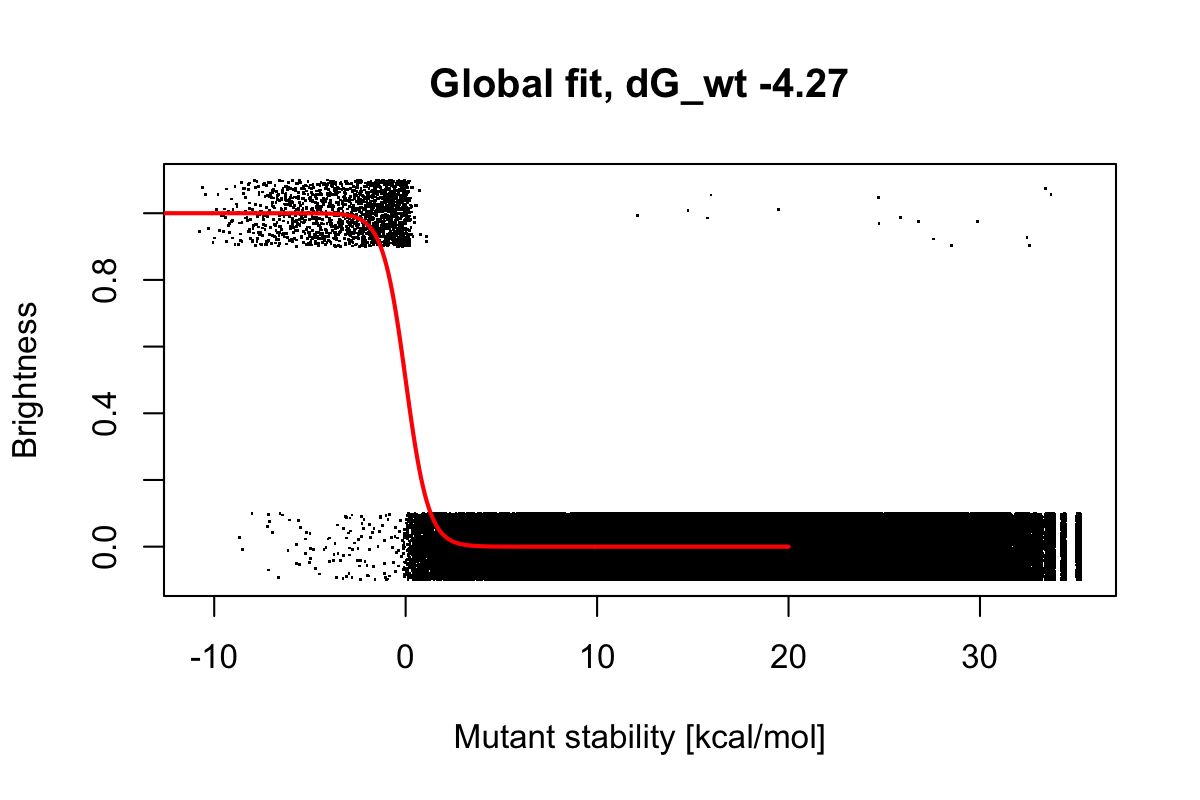 Global fit, dG_wt -4.27
Brightness
0.8
0.4
0.0
-10 0 10 20 30
Mutant stability [kcal/mol]